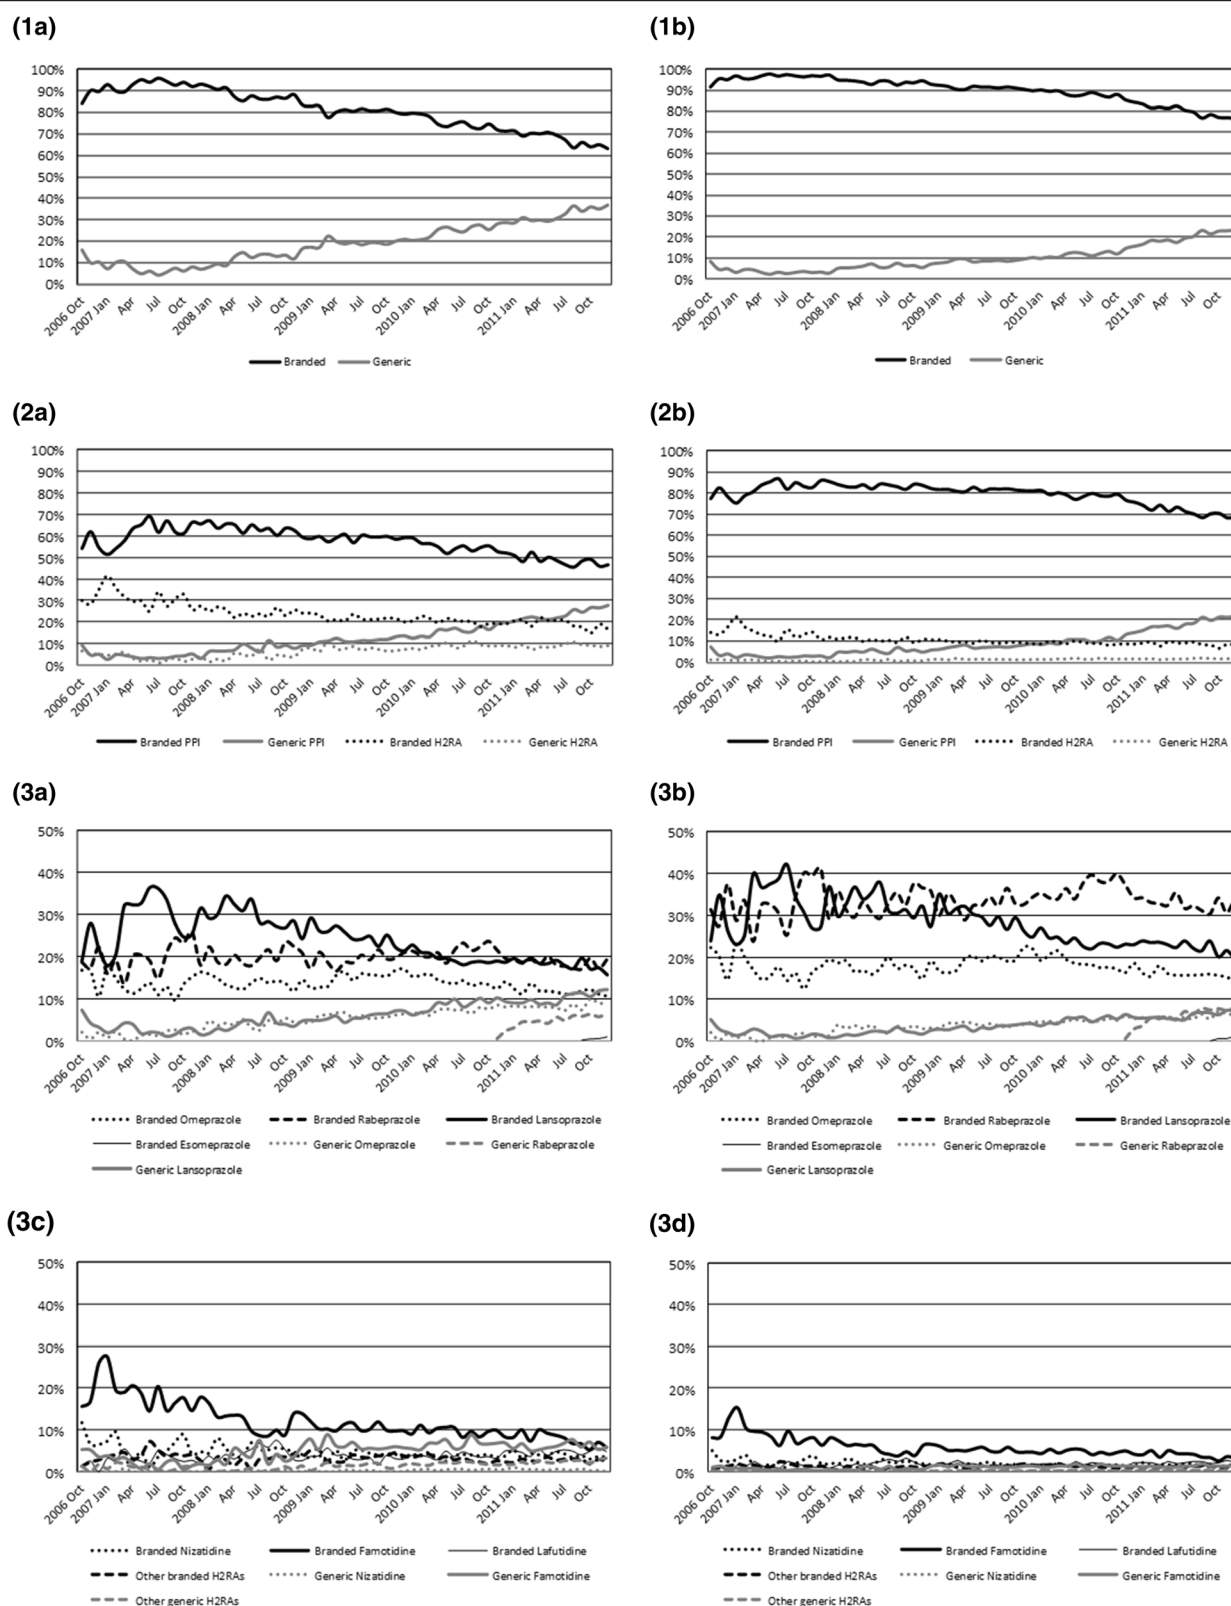 (1a)
100%
90%
80%
70%
60%
50%
40%
30%
20%
10%
0%
2006 Oct
2007 Jan
Apr
Jul
Oct
2008 Jan
Apr
Jul
Oct
2009 Jan
Apr
Jul
Oct
2010 Jan
Apr
Jul
Oct
2011 Jan
Apr
Jul
Oct
Branded Generic
(1b)
100%
90%
80%
70%
60%
50%
40%
30%
20%
10%
0%
2006 Oct
2007 Jan
Apr
Jul
Oct
2008 Jan
Apr
Jul
Oct
2009 Jan
Apr
Jul
Oct
2010 Jan
Apr
Jul
Oct
2011 Jan
Apr
Jul
Oct
Branded Generic
(2a)
100%
90%
80%
70%
60%
50%
40%
30%
20%
10%
0%
2006 Oct
2007 Jan
Apr
Jul
Oct
2008 Jan
Apr
Jul
Oct
2009 Jan
Apr
Jul
Oct
2010 Jan
Apr
Jul
Oct
2011 Jan
Apr
Jul
Oct
Branded PPI Generic PPI Branded H2RA Generic H2RA
(2b)
100%
90%
80%
70%
60%
50%
40%
30%
20%
10%
0%
2006 Oct
2007 Jan
Apr
Jul
Oct
2008 Jan
Apr
Jul
Oct
2009 Jan
Apr
Jul
Oct
2010 Jan
Apr
Jul
Oct
2011 Jan
Apr
Jul
Oct
Branded PPI Generic PPI Branded H2RA Generic H2RA
(3a)
50%
40%
30%
20%
10%
0%
2006 Oct
2007 Jan
Apr
Jul
Oct
2008 Jan
Apr
Jul
Oct
2009 Jan
Apr
Jul
Oct
2010 Jan
Apr
Jul
Oct
2011 Jan
Apr
Jul
Oct
Branded Omeprazole Branded Rabeprazole Branded Lansoprazole
Branded Esomeprazole Generic Omeprazole Generic Rabeprazole
Generic Lansoprazole
(3b)
50%
40%
30%
20%
10%
0%
2006 Oct
2007 Jan
Apr
Jul
Oct
2008 Jan
Apr
Jul
Oct
2009 Jan
Apr
Jul
Oct
2010 Jan
Apr
Jul
Oct
2011 Jan
Apr
Jul
Oct
Branded Omeprazole Branded Rabeprazole Branded Lansoprazole
Branded Esomeprazole Generic Omeprazole Generic Rabeprazole
Generic Lansoprazole
(3c)
50%
40%
30%
20%
10%
0%
2006 Oct
2007 Jan
Apr
Jul
Oct
2008 Jan
Apr
Jul
Oct
2009 Jan
Apr
Jul
Oct
2010 Jan
Apr
Jul
Oct
2011 Jan
Apr
Jul
Oct
Branded Nizatidine Branded Famotidine Branded Lafutidine
Other branded H2RAs Generic Nizatidine Generic Famotidine
Other generic H2RAs
(3d)
50%
40%
30%
20%
10%
0%
2006 Oct
2007 Jan
Apr
Jul
Oct
2008 Jan
Apr
Jul
Oct
2009 Jan
Apr
Jul
Oct
2010 Jan
Apr
Jul
Oct
2011 Jan
Apr
Jul
Oct
Branded Nizatidine Branded Famotidine Branded Lafutidine
Other branded H2RAs Generic Nizatidine Generic Famotidine
Other generic H2RAs